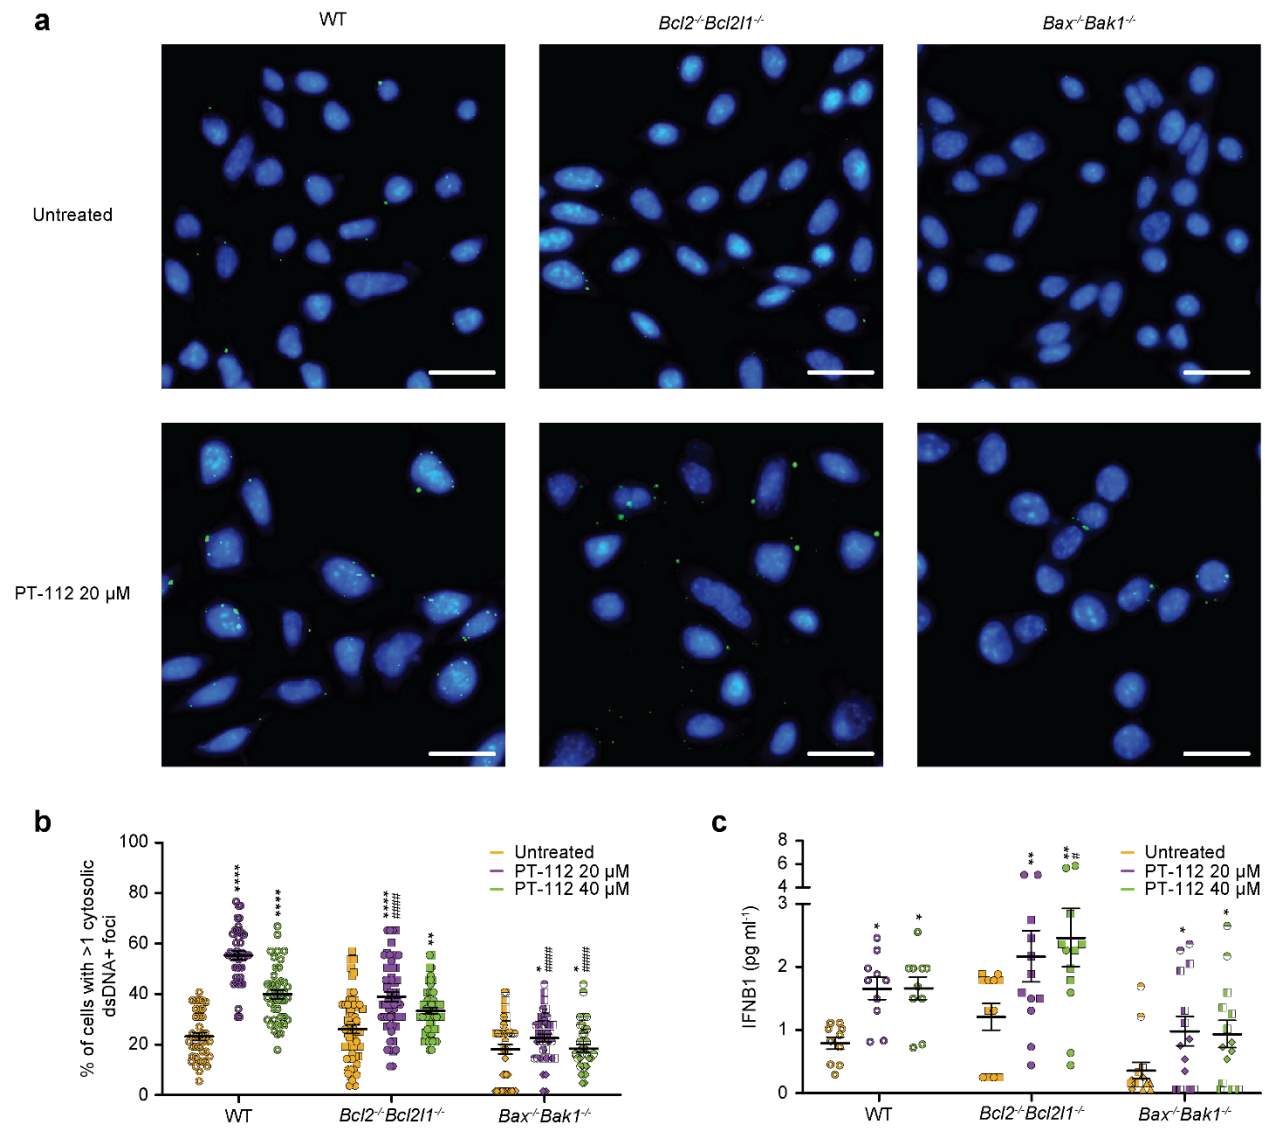 a
WT
Bcl2-/-Bcl2l1-/-
Bax-/-Bak1-/-
Untreated
PT-112 20 µM
b
% of cells with >1 cytosolic
dsDNA+ foci
100
80
60
40
20
0
****
****
****
####
**
*
####
*
####
Untreated
PT-112 20 µM
PT-112 40 µM
WT
Bcl2-/-Bcl2l1-/-
Bax-/-Bak1-/-
c
IFNB1 (pg ml-1)
8
6
4
3
2
1
0
*
*
**
**
#
*
*
Untreated
PT-112 20 µM
PT-112 40 µM
WT
Bcl2-/-Bcl2l1-/-
Bax-/-Bak1-/-